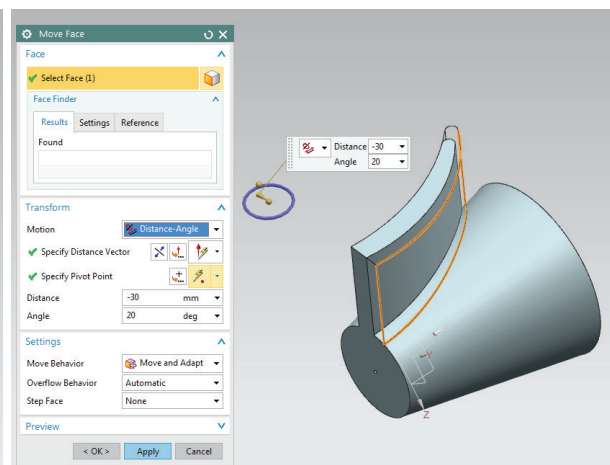 Move Face
Face
Select Face (1)
Face Finder
Results Settings Reference
Found
Transform
Motion Distance-Angle
Specify Distance Vector
Specify Pivot Point
Distance -30 mm
Angle 20 deg
Settings
Move Behavior Move and Adapt
Overflow Behavior Automatic
Step Face None
Preview
< OK > Apply Cancel
Distance -30
Angle 20
Y
Z